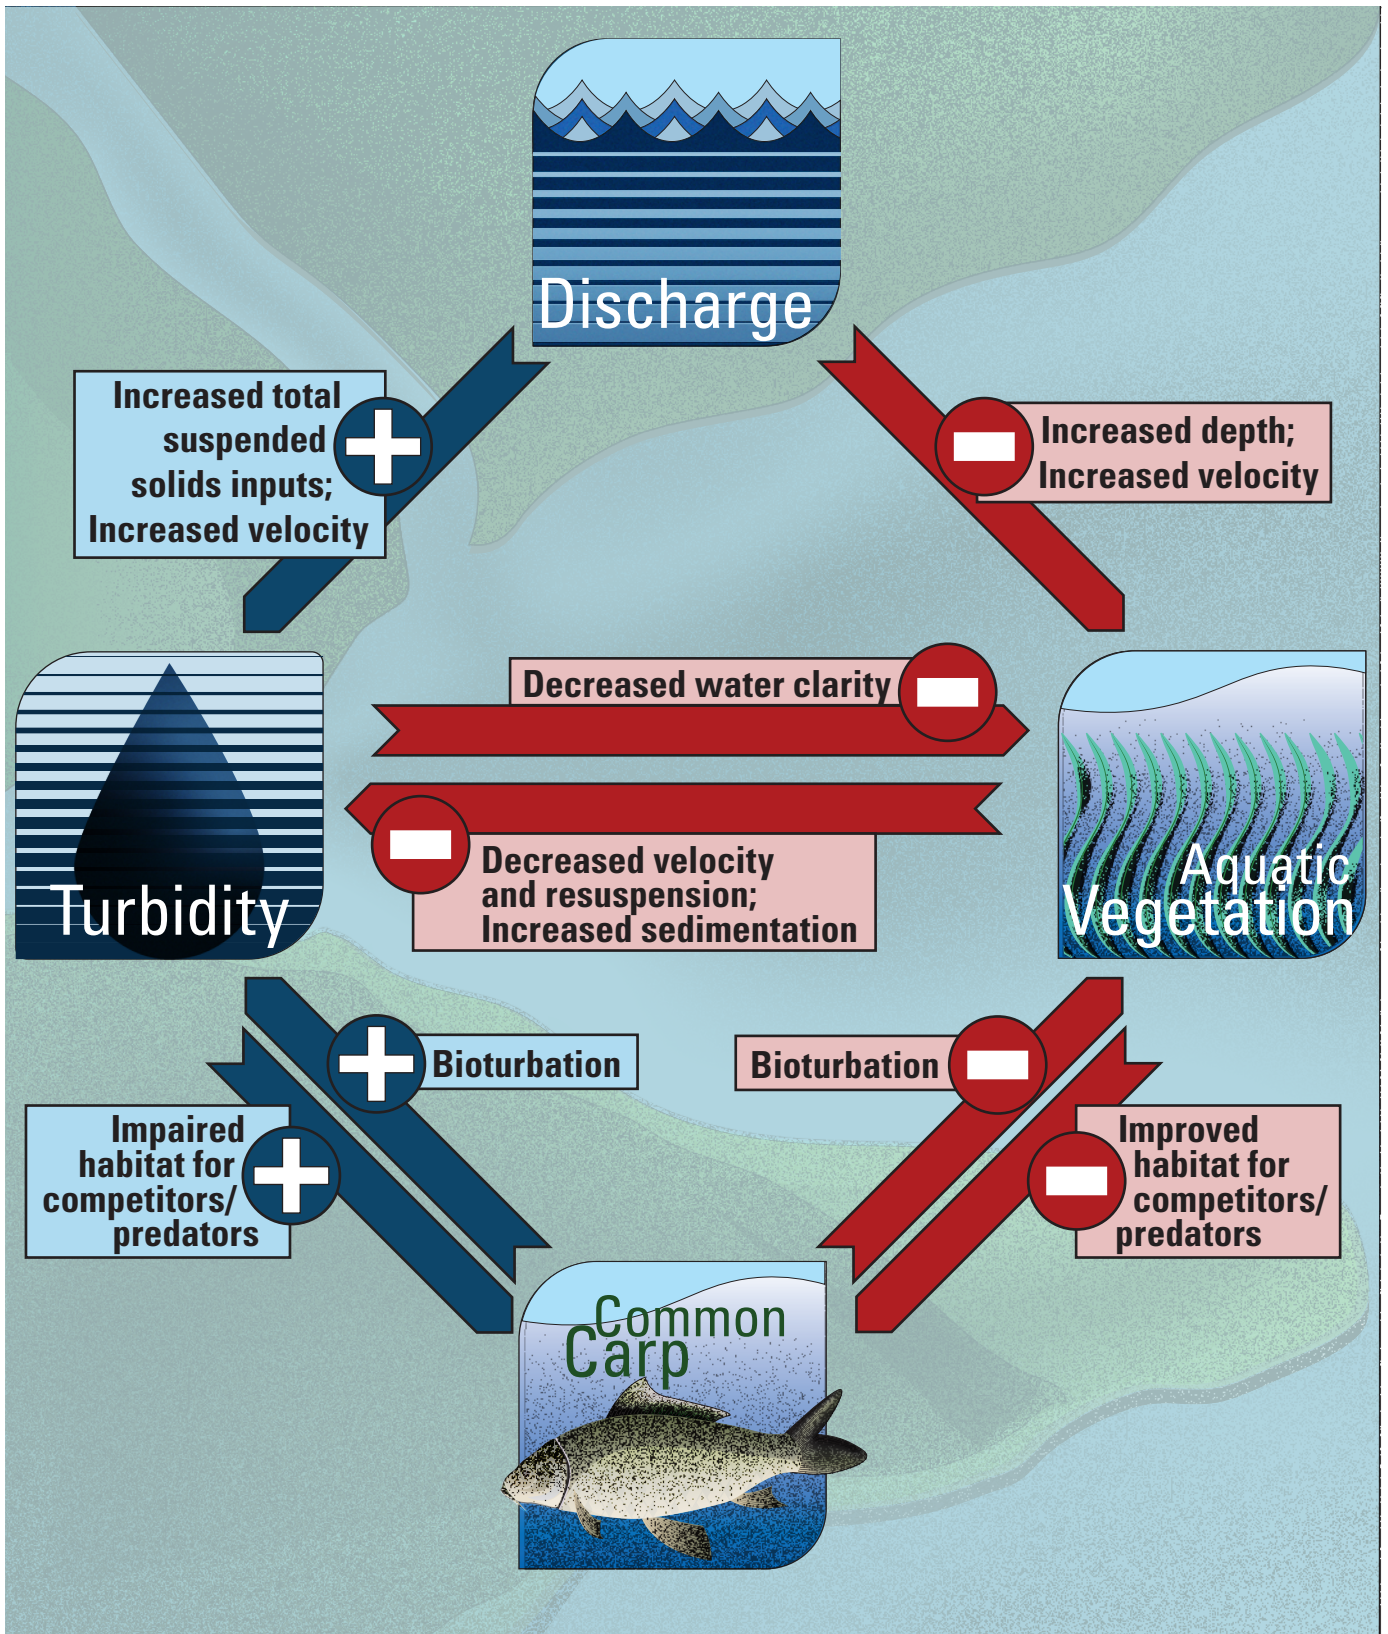 Discharge
Increased total
suspended
solids inputs;
Increased velocity
Increased depth;
Increased velocity
Decreased water clarity
Turbidity
Aquatic
Vegetation
Decreased velocity
and resuspension;
Increased sedimentation
Bioturbation
Bioturbation
Impaired
habitat for
competitors/
predators
Improved
habitat for
competitors/
predators
Common
Carp